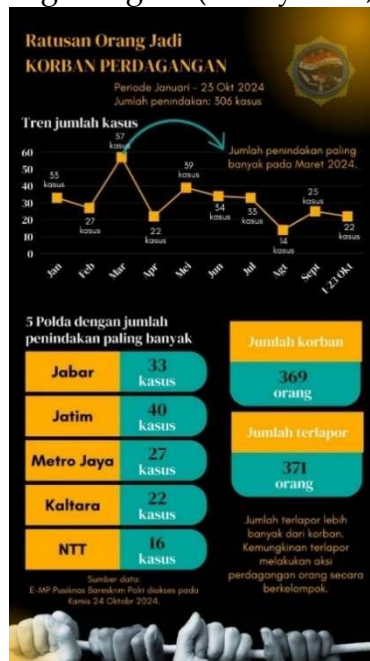 Ratusan Orang Jadi
KORBAN PERDAGANGAN
Periode Januari - 23 Okt 2024
Jumlah penindakan: 306 kasus
Tren jumlah kasus
Jumlah penindakan paling
banyak pada Maret 2024.
60
50
40
30
20
10
0
33
kasus
27
kasus
57
kasus
22
kasus
39
kasus
34
kasus
33
kasus
14
kasus
25
kasus
22
kasus
Jan
Feb
Mar
Apr
Mei
Jun
Jul
Agt
Sept
1-23 Okt
5 Polda dengan jumlah
penindakan paling banyak
Jabar 33 kasus
Jatim 40 kasus
Metro Jaya 27 kasus
Kaltara 22 kasus
NTT 16 kasus
Sumber data:
E-MP Pusiknas Bareskrim Polri diakses pada
Kamis 24 Oktobr 2024.
Jumlah korban
369
orang
Jumlah terlapor
371
orang
Jumlah terlapor lebih
banyak dari korban.
Kemungkinan terlapor
melakukan aksi
perdagangan orang secara
berkelompok.